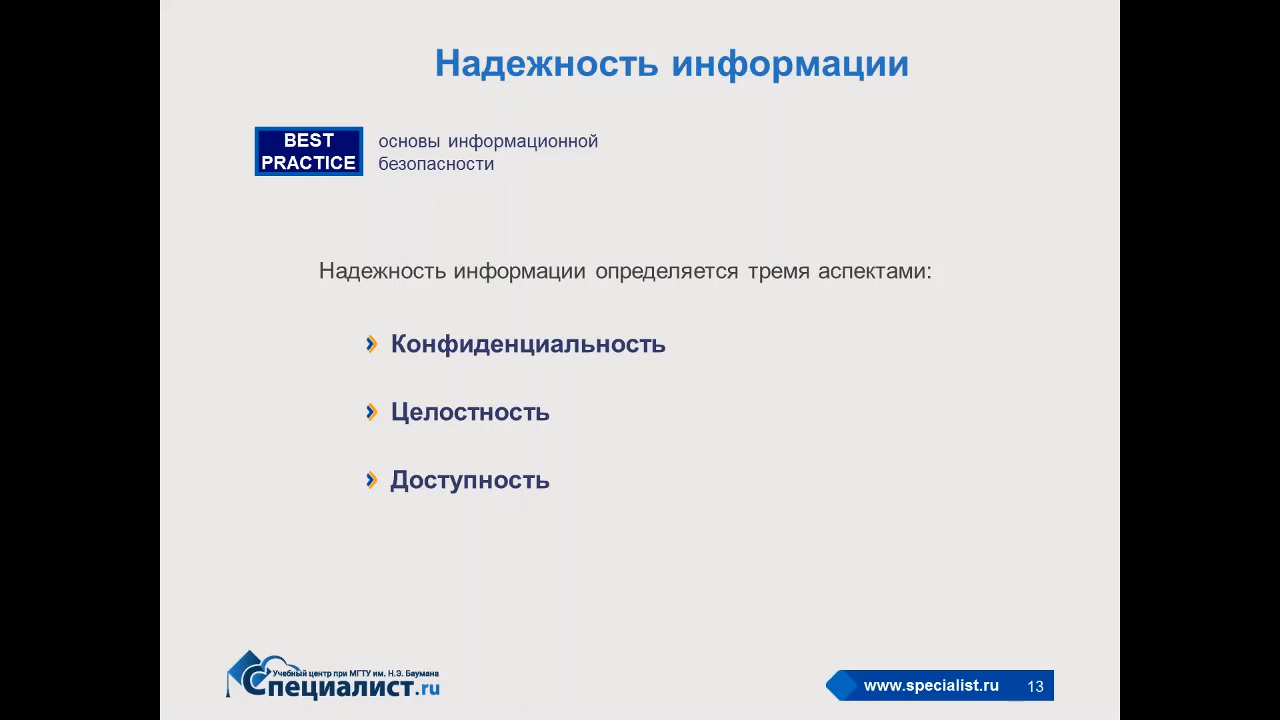 Надежность информации
BEST
PRACTICE
основы информационной
безопасности
Надежность информации определяется тремя аспектами:
Конфиденциальность
Целостность
Доступность
Учебный центр при МГТУ им. Н.Э. Баумана
Специалист.ru
www.specialist.ru
13